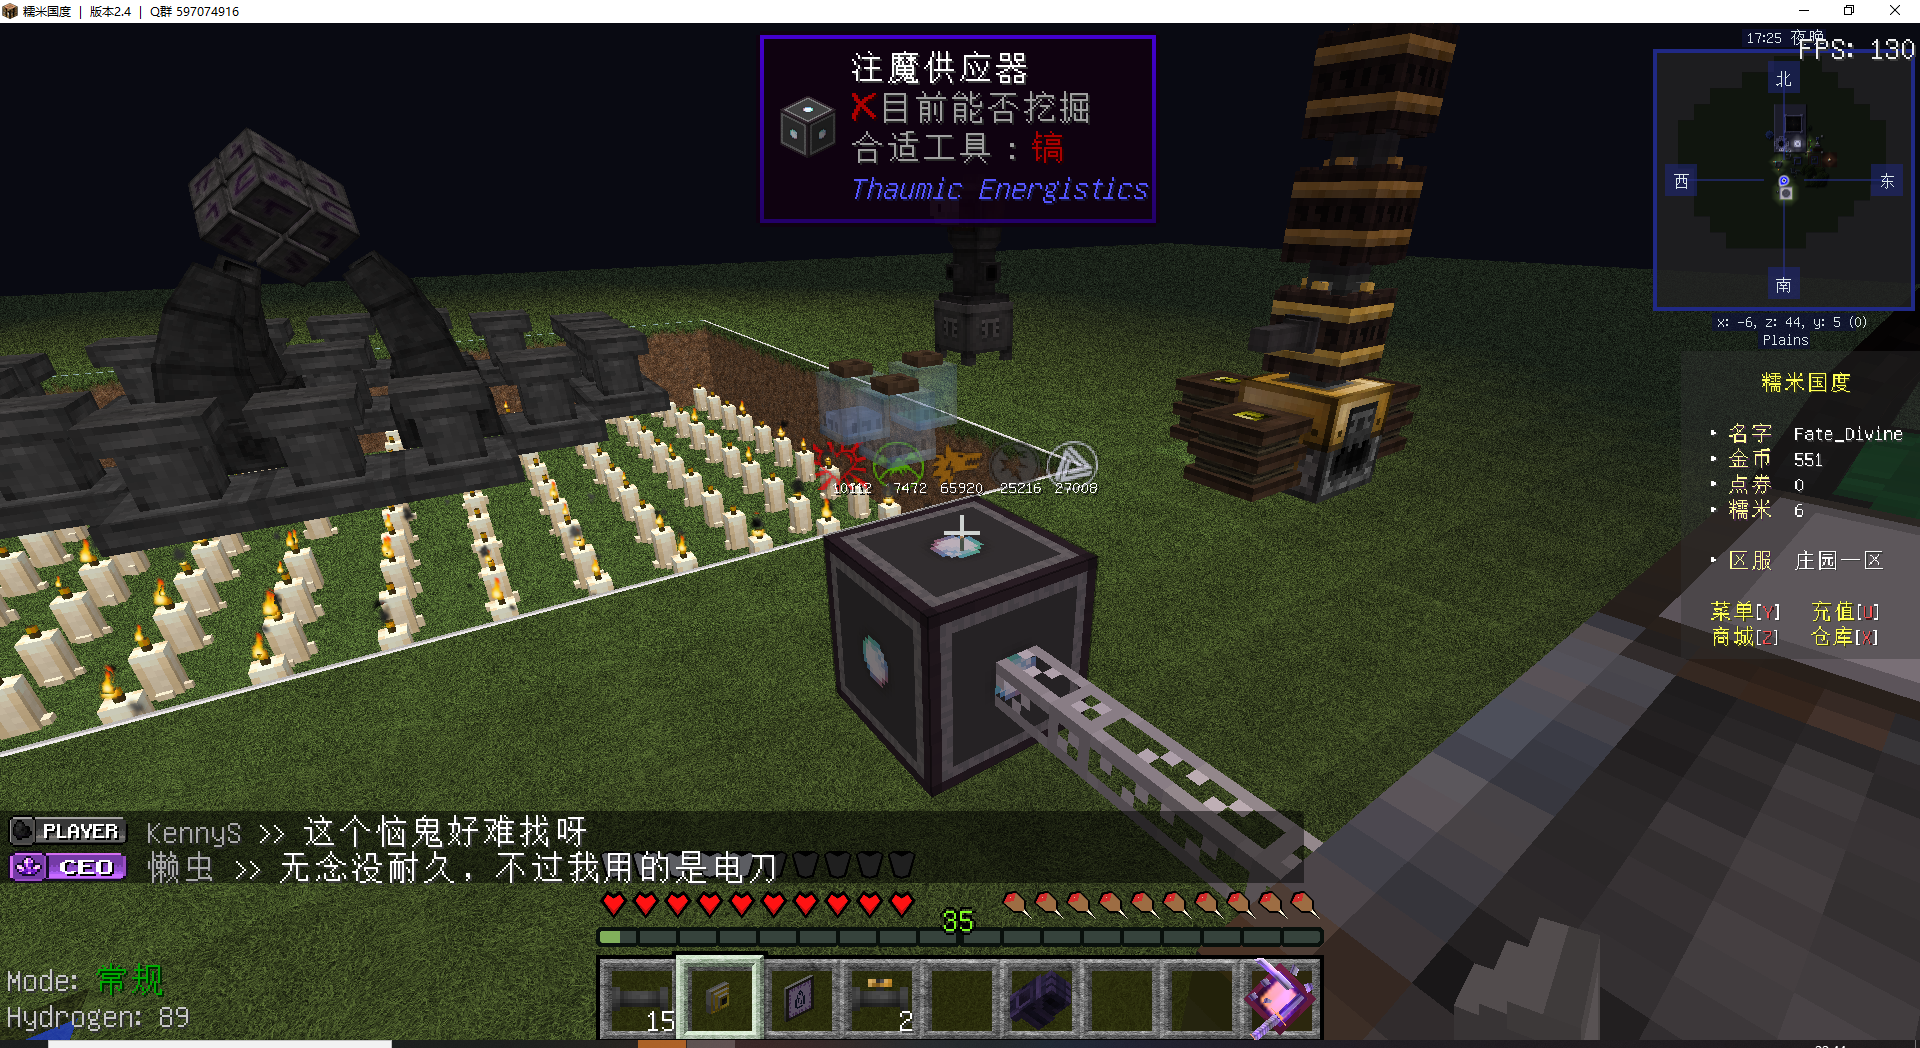 糯米国度 | 版本2.4 | Q群 597074916
注魔供应器
目前能否挖掘
合适工具：镐
Thaumic Energistics
17:25 夜晚
FPS: 130
北
西
东
南
x: -6, z: 44, y: 5 (0)
Plains
糯米国度
名字 Fate_Divine
金币 551
点券 0
糯米 6
区服 庄园一区
菜单[Y] 充值[U]
商城[Z] 仓库[X]
10112 7472 65920 25216 27008
PLAYER KennyS >> 这个恼鬼好难找呀
CEO 懒虫 >> 无念没耐久，不过我用的是电刀
35
Mode: 常规
Hydrogen: 89
15
2